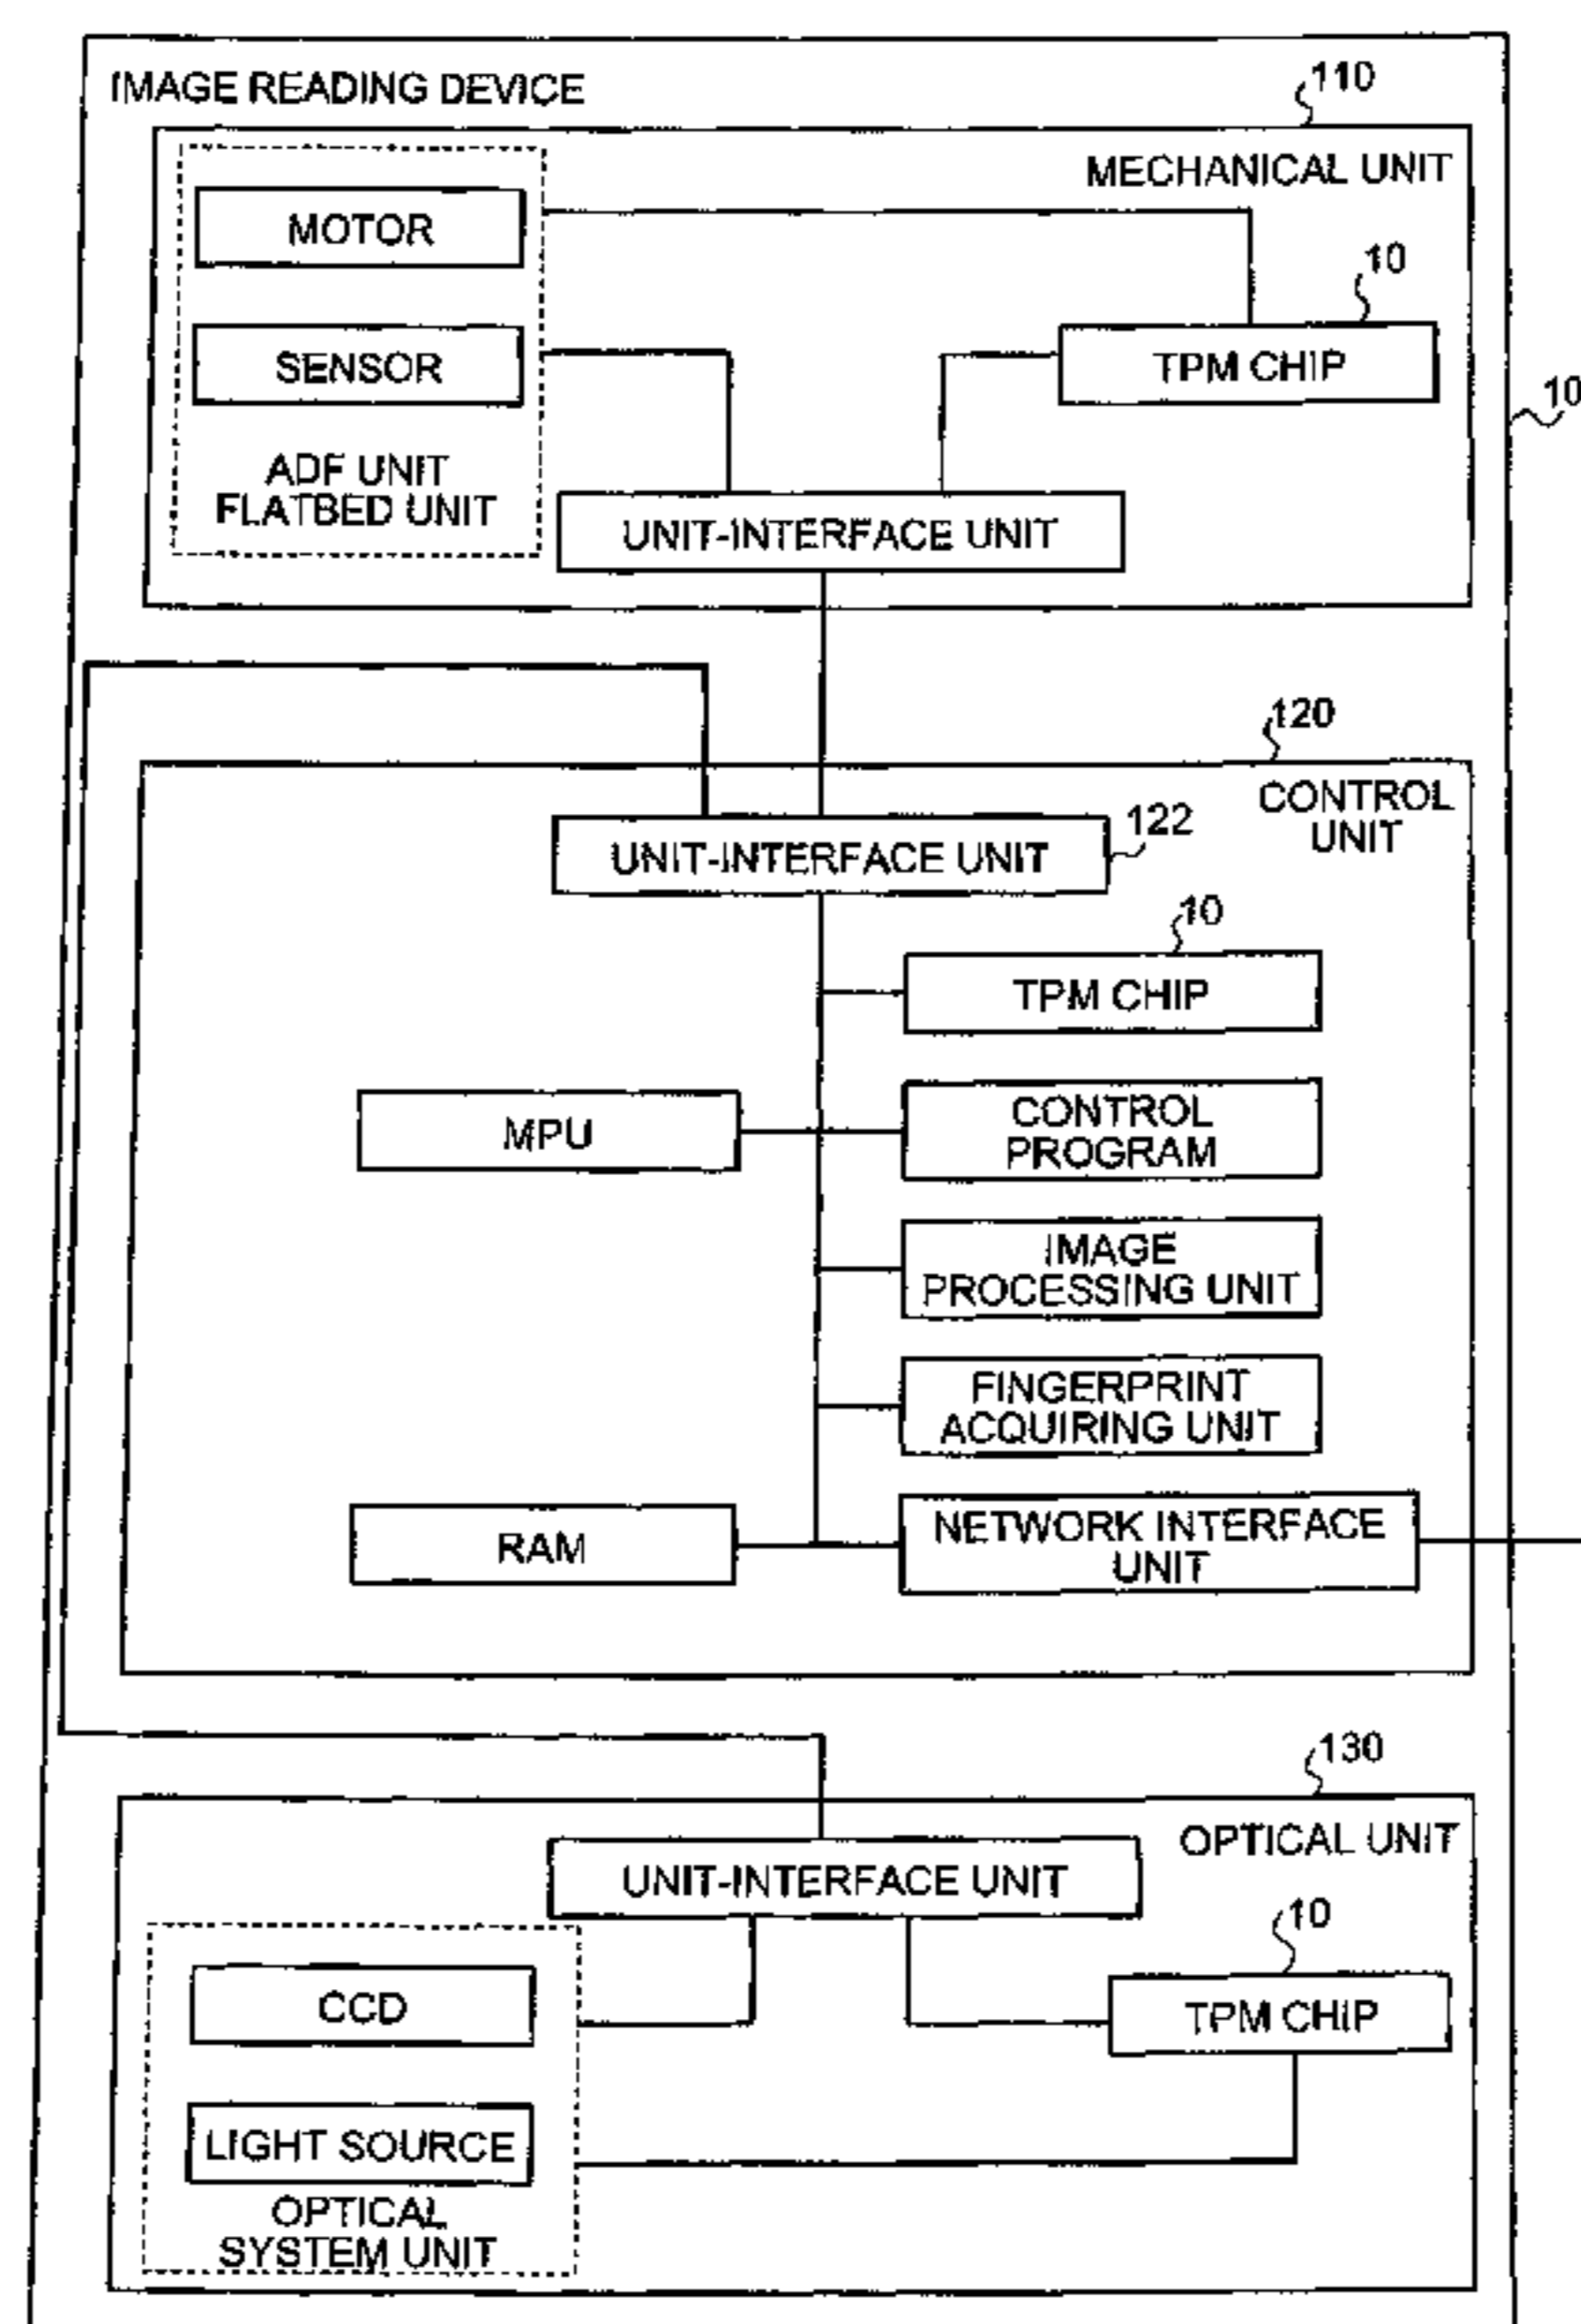 IMAGE READING DEVICE
110
MECHANICAL UNIT
MOTOR
10
SENSOR
TPM CHIP
10
ADF UNIT
FLATBED UNIT
UNIT-INTERFACE UNIT
120
CONTROL
UNIT
122
UNIT-INTERFACE UNIT
10
TPM CHIP
MPU
CONTROL
PROGRAM
IMAGE
PROCESSING UNIT
FINGERPRINT
ACQUIRING UNIT
RAM
NETWORK INTERFACE
UNIT
130
OPTICAL UNIT
UNIT-INTERFACE UNIT
10
CCD
TPM CHIP
LIGHT SOURCE
OPTICAL
SYSTEM UNIT